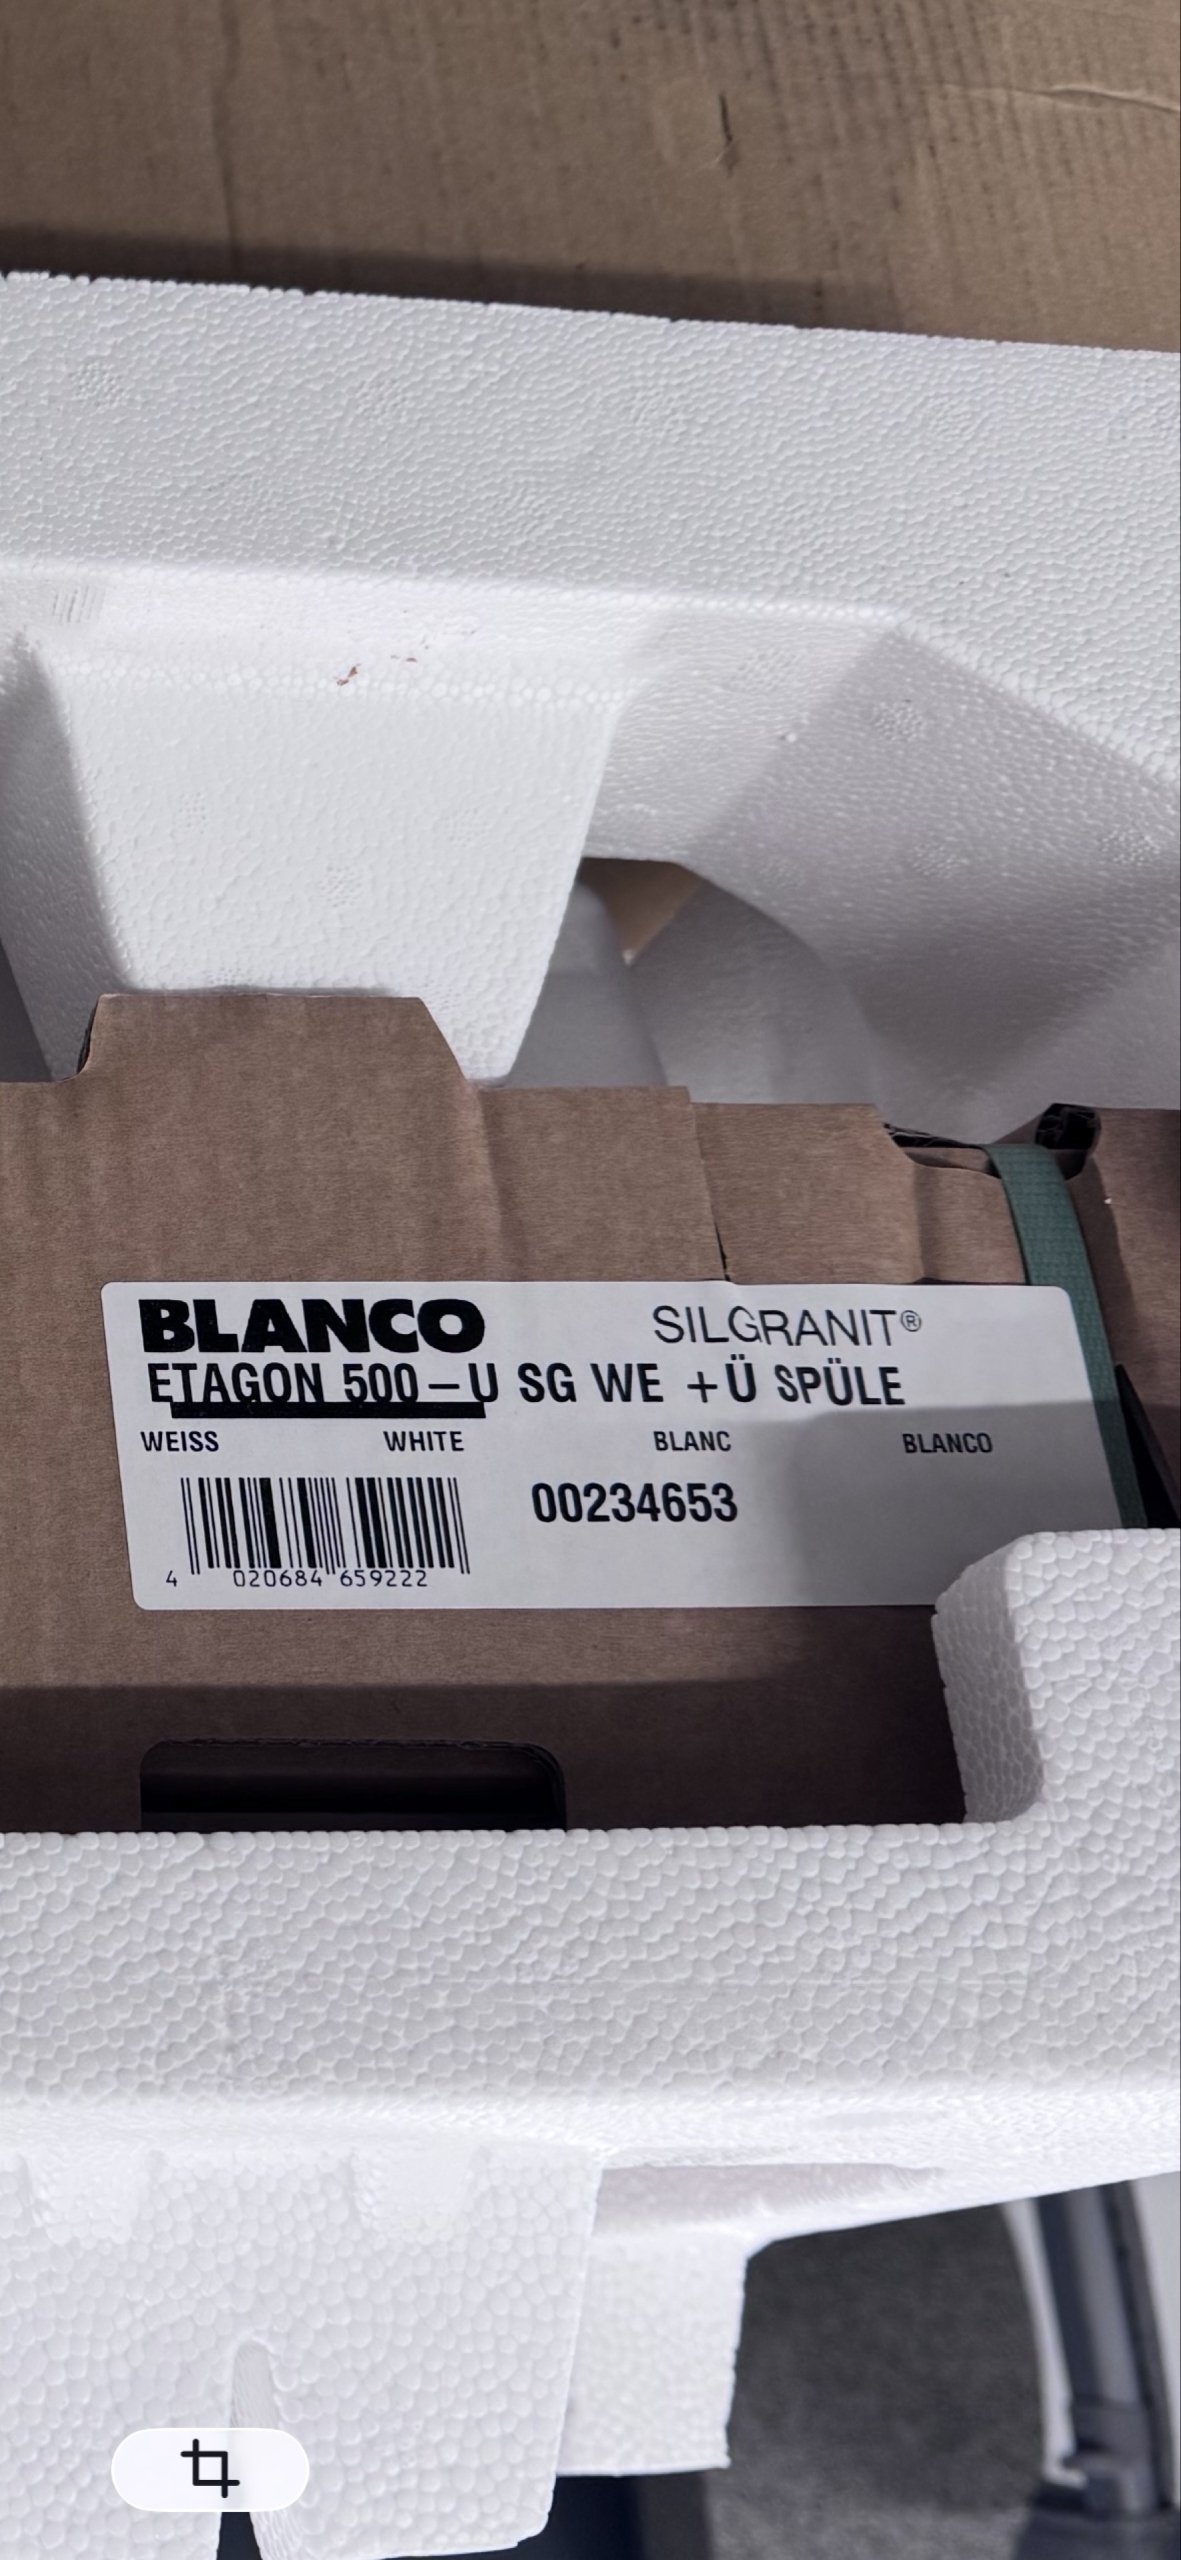 BLANCO SILGRANIT®
ETAGON 500-U SG WE +Ü SPÜLE
WEISS WHITE BLANC BLANCO
00234653
4 020684 659222